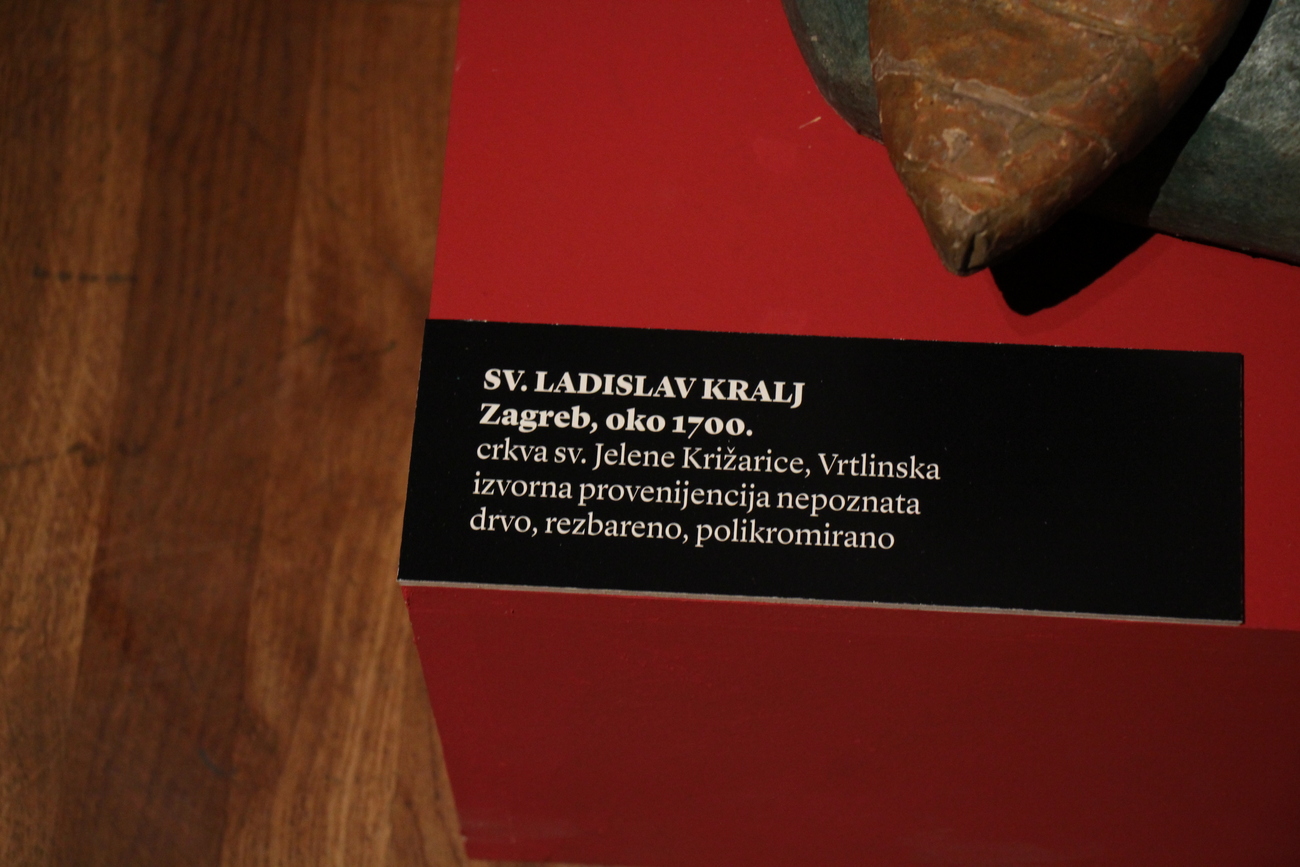 SV. LADISLAV KRALJ
Zagreb, oko 1700.
crkva sv. Jelene Križarice, Vrtlinska
izvorna provenijencija nepoznata
drvo, rezbareno, polikromirano